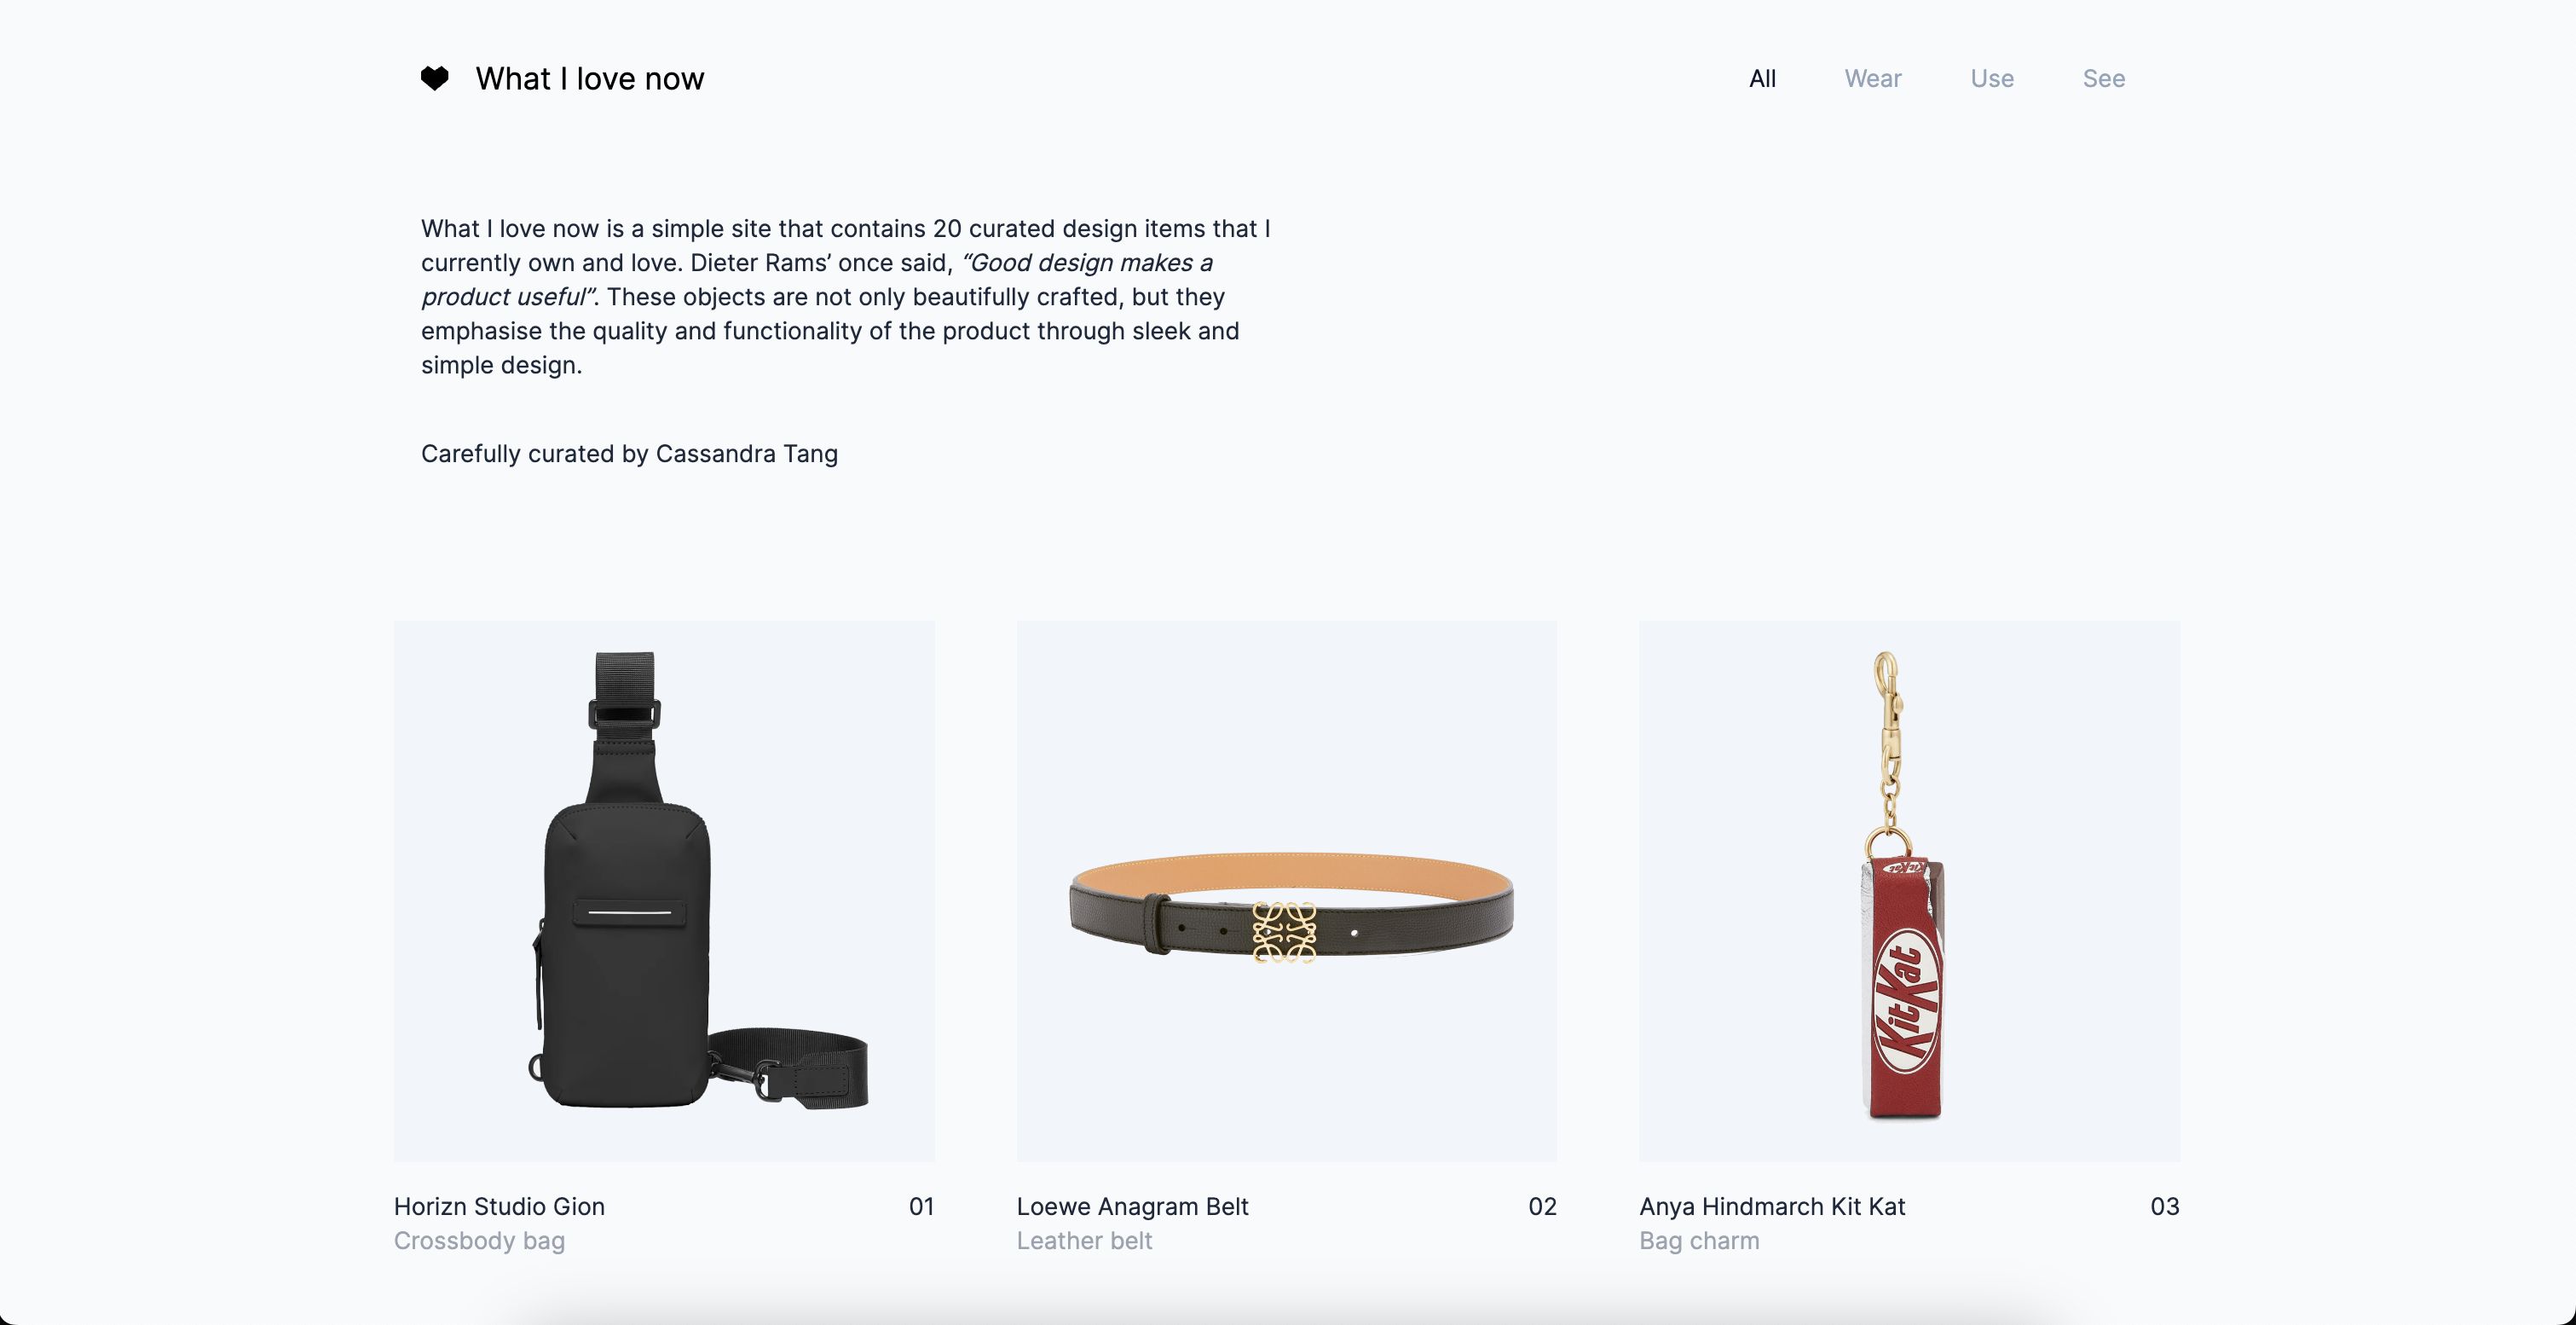 What I love now
All
Wear
Use
See
What I love now is a simple site that contains 20 curated design items that I
currently own and love. Dieter Rams’ once said, “Good design makes a
product useful”. These objects are not only beautifully crafted, but they
emphasise the quality and functionality of the product through sleek and
simple design.
Carefully curated by Cassandra Tang
KitKat
KitKat
Horizn Studio Gion
01
Crossbody bag
Loewe Anagram Belt
02
Leather belt
Anya Hindmarch Kit Kat
03
Bag charm